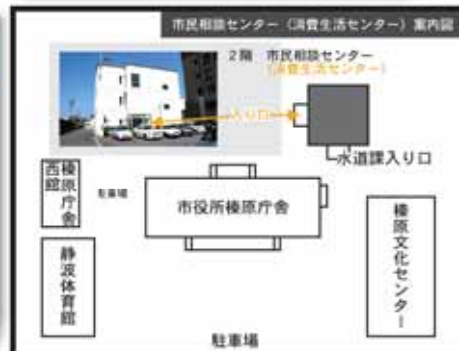 市民相談センター（消費生活センター）案内図
2階 市民相談センター
（消費生活センター）
入り口
水道課入り口
榛原庁舎
西館
駐車場
市役所榛原庁舎
静波体育館
榛原文化センター
駐車場